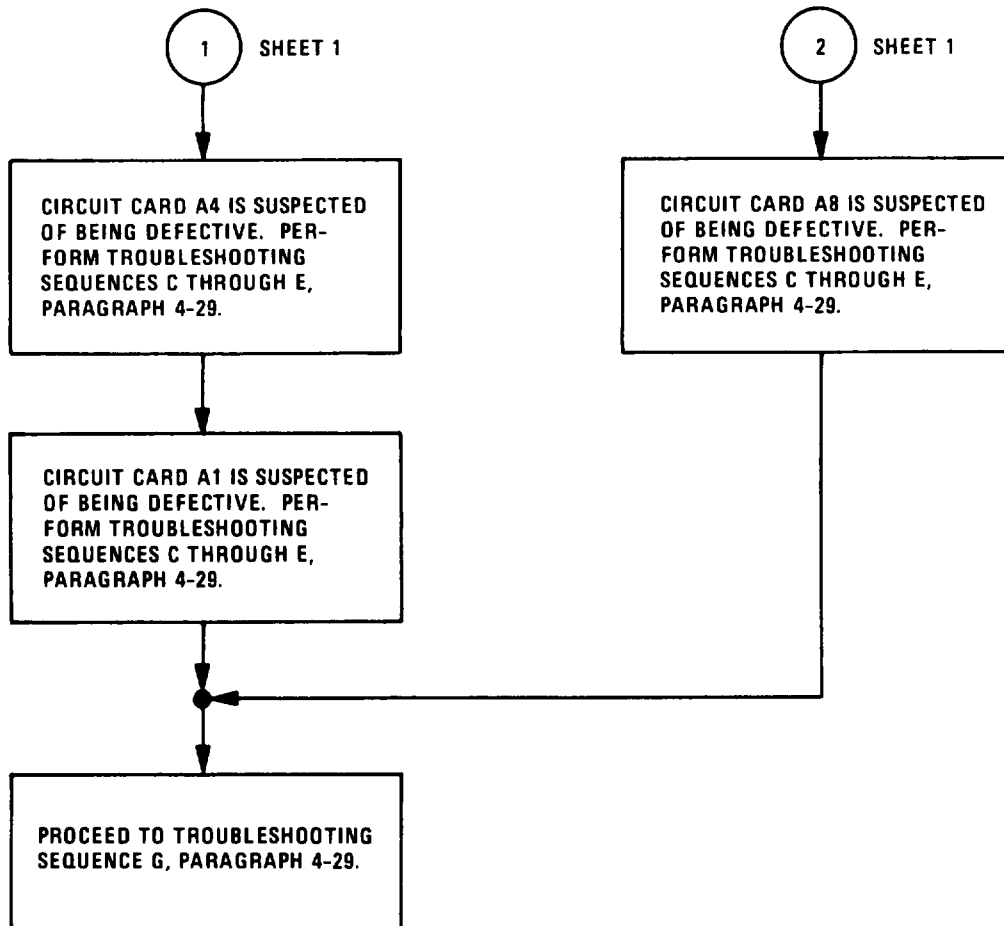 1 SHEET 1
2 SHEET 1
CIRCUIT CARD A4 IS SUSPECTED
OF BEING DEFECTIVE. PER-
FORM TROUBLESHOOTING
SEQUENCES C THROUGH E,
PARAGRAPH 4-29.
CIRCUIT CARD A8 IS SUSPECTED
OF BEING DEFECTIVE. PER-
FORM TROUBLESHOOTING
SEQUENCES C THROUGH E,
PARAGRAPH 4-29.
CIRCUIT CARD A1 IS SUSPECTED
OF BEING DEFECTIVE. PER-
FORM TROUBLESHOOTING
SEQUENCES C THROUGH E,
PARAGRAPH 4-29.
PROCEED TO TROUBLESHOOTING
SEQUENCE G, PARAGRAPH 4-29.